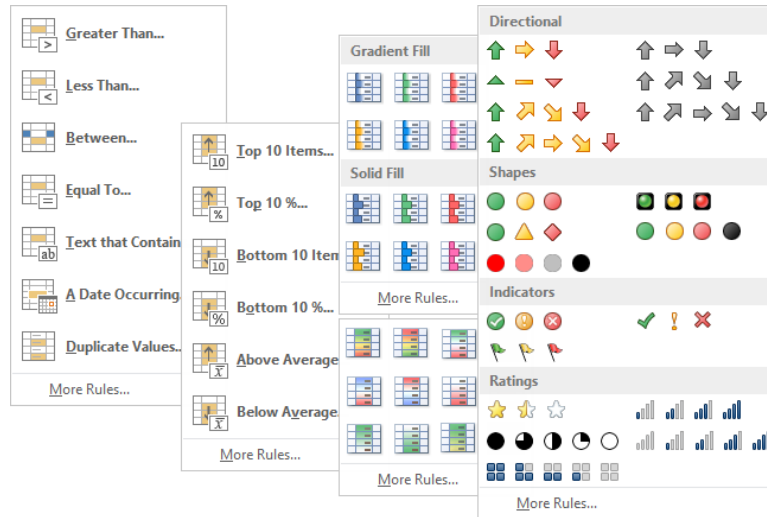 Greater Than...
Less Than...
Between...
Equal To...
Text that Contain
A Date Occurring.
Duplicate Values...
More Rules...
Top 10 Items...
Top 10 %...
Bottom 10 Item
Bottom 10 %...
Above Average
Below Average.
More Rules...
Gradient Fill
Solid Fill
More Rules...
More Rules...
Directional
Shapes
Indicators
Ratings
More Rules...